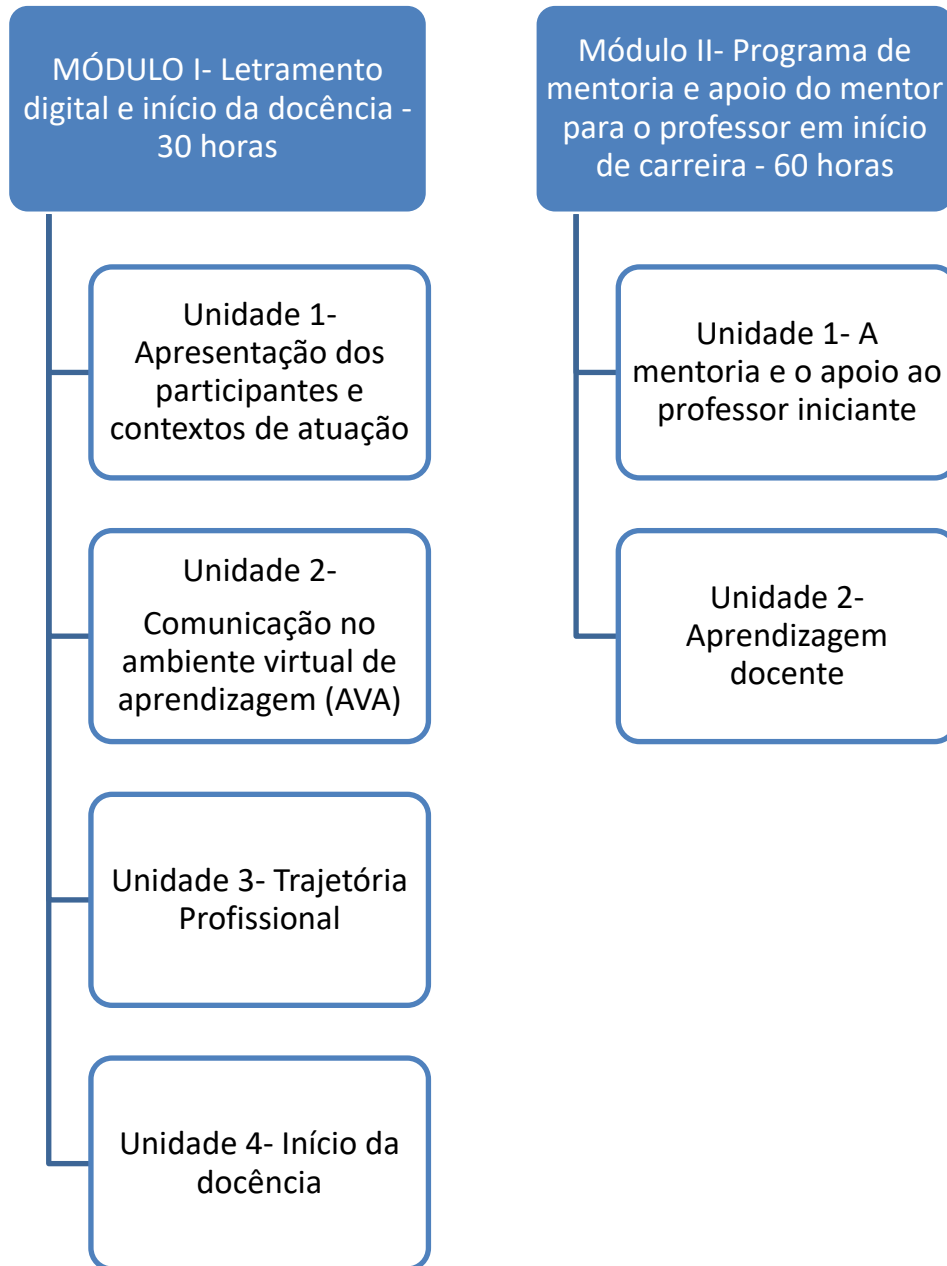 MÓDULO I- Letramento
digital e início da docência -
30 horas
Unidade 1-
Apresentação dos
participantes e
contextos de atuação
Unidade 2-
Comunicação no
ambiente virtual de
aprendizagem (AVA)
Unidade 3- Trajetória
Profissional
Unidade 4- Início da
docência
Módulo II- Programa de
mentoria e apoio do mentor
para o professor em início
de carreira - 60 horas
Unidade 1- A
mentoria e o apoio ao
professor iniciante
Unidade 2-
Aprendizagem
docente